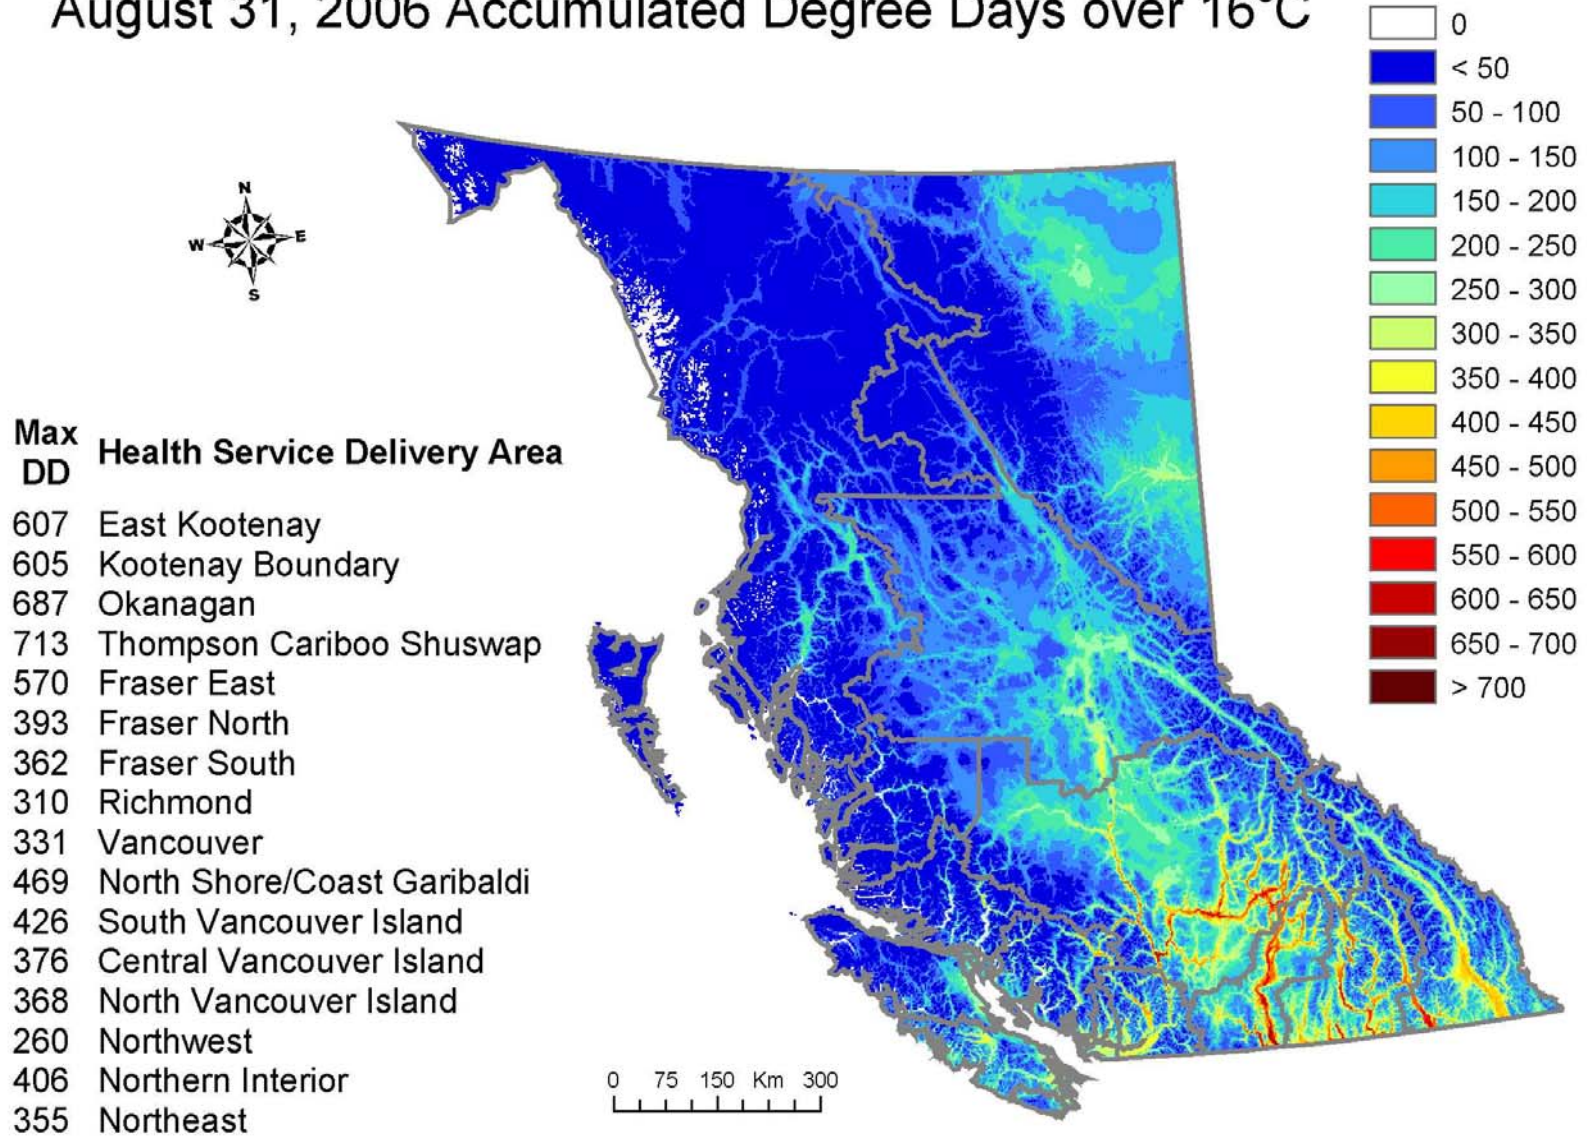 August 31, 2006 Accumulated Degree Days over 16°C
0
< 50
50 - 100
100 - 150
150 - 200
200 - 250
250 - 300
300 - 350
350 - 400
400 - 450
450 - 500
500 - 550
550 - 600
600 - 650
650 - 700
> 700
N
W E
S
Max DD Health Service Delivery Area
607 East Kootenay
605 Kootenay Boundary
687 Okanagan
713 Thompson Cariboo Shuswap
570 Fraser East
393 Fraser North
362 Fraser South
310 Richmond
331 Vancouver
469 North Shore/Coast Garibaldi
426 South Vancouver Island
376 Central Vancouver Island
368 North Vancouver Island
260 Northwest
406 Northern Interior
355 Northeast
0 75 150 Km 300